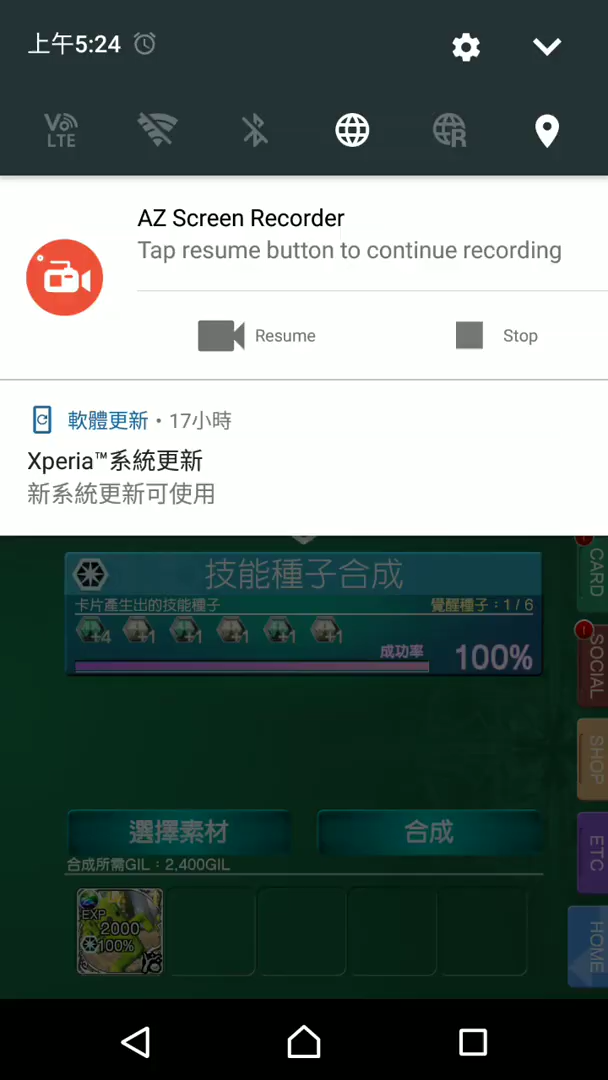 上午5:24
VoLTE
R
AZ Screen Recorder
Tap resume button to continue recording
Resume
Stop
軟體更新・17小時
Xperia™系統更新
新系統更新可使用
技能種子合成
卡片產生出的技能種子
覺醒種子：1 / 6
+4 +1 +1 +1 +1 +1
成功率 100%
CARD
SOCIAL
SHOP
ETC
HOME
選擇素材
合成
合成所需GIL：2,400GIL
EXP
2000
100%